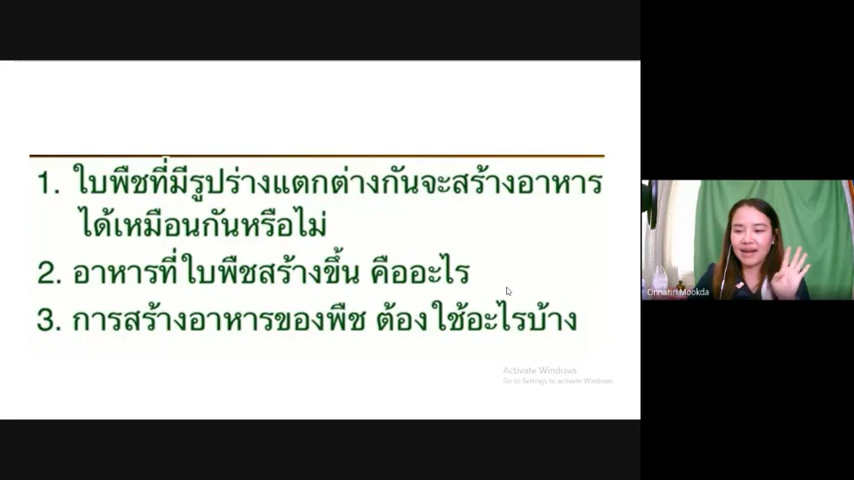 1. ใบพืชที่มีรูปร่างแตกต่างกันจะสร้างอาหาร
ได้เหมือนกันหรือไม่
2. อาหารที่ใบพืชสร้างขึ้น คืออะไร
3. การสร้างอาหารของพืช ต้องใช้อะไรบ้าง
Activate Windows
Go to Settings to activate Windows.
Onnarin Mookda